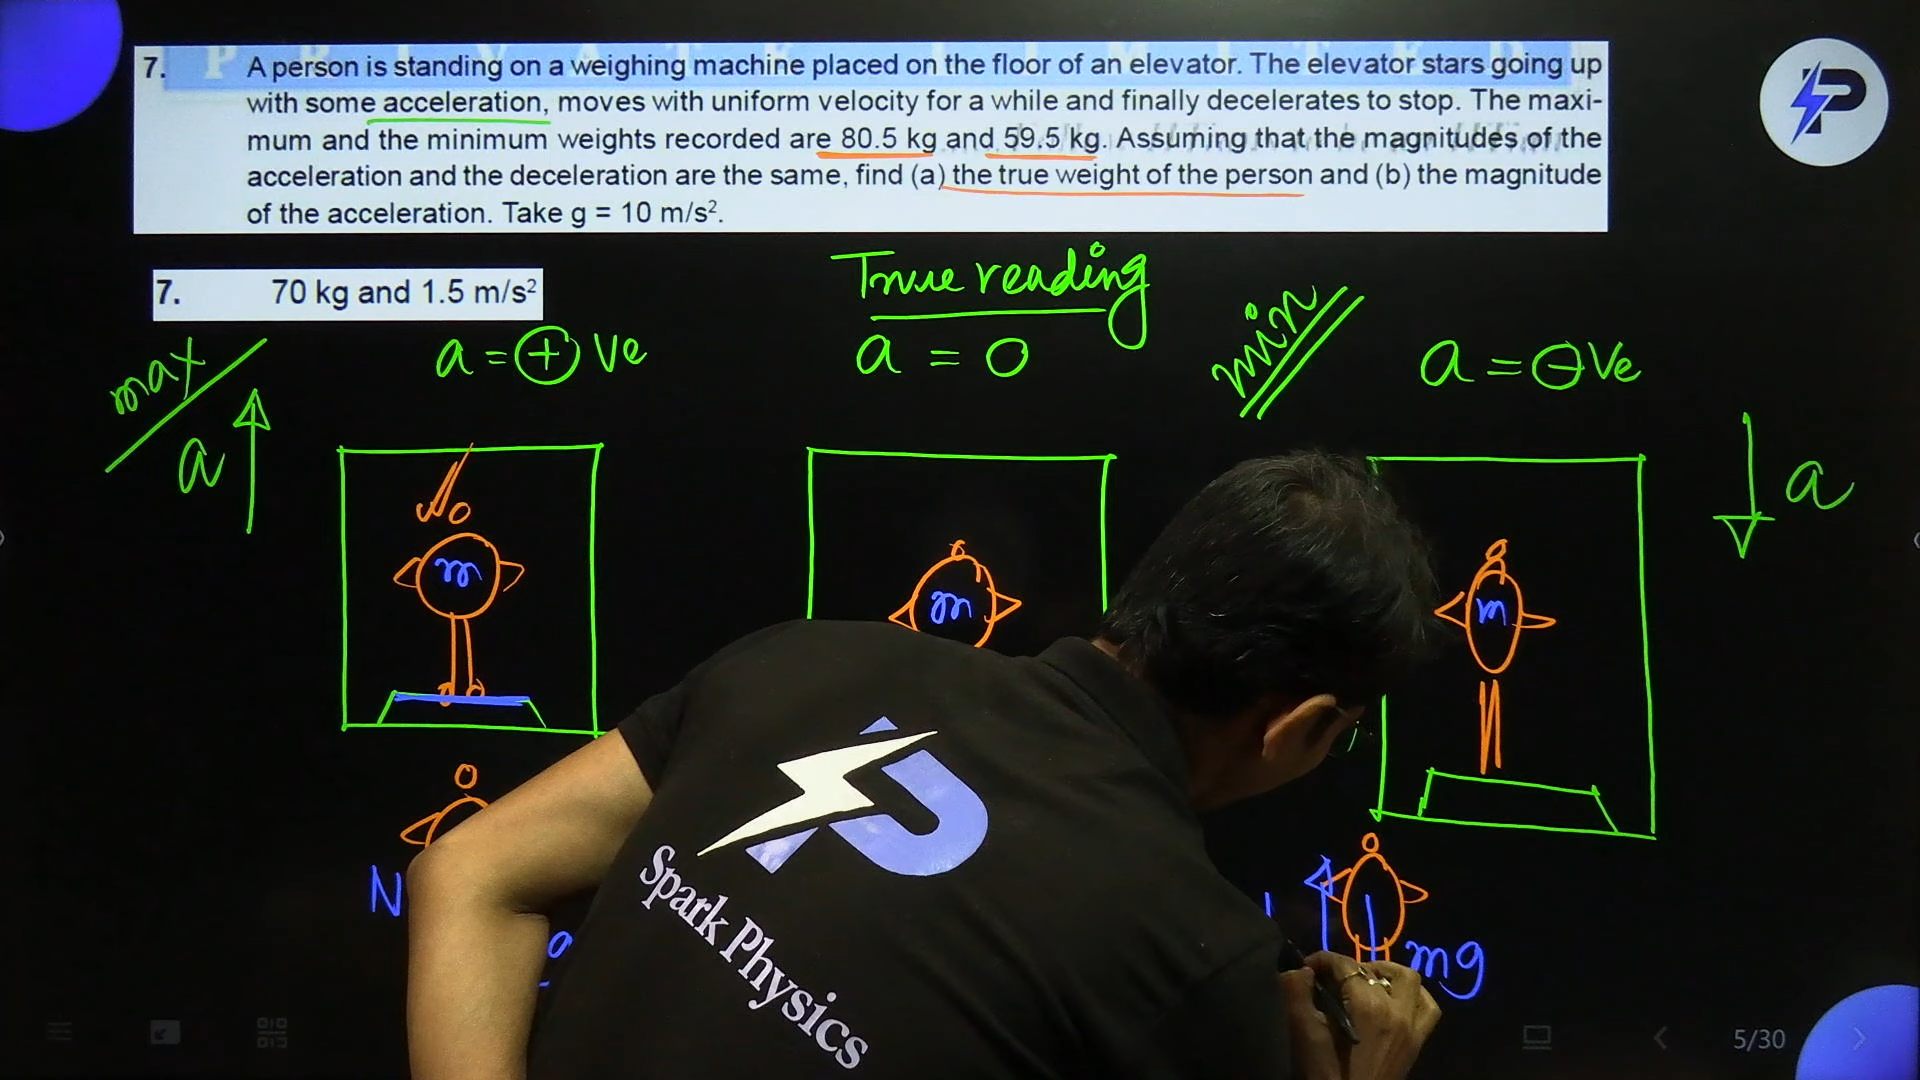 7. A person is standing on a weighing machine placed on the floor of an elevator. The elevator stars going up
with some acceleration, moves with uniform velocity for a while and finally decelerates to stop. The maxi-
mum and the minimum weights recorded are 80.5 kg and 59.5 kg. Assuming that the magnitudes of the
acceleration and the deceleration are the same, find (a) the true weight of the person and (b) the magnitude
of the acceleration. Take g = 10 m/s².
7. 70 kg and 1.5 m/s²
True reading
max
a = + ve
a = 0
min
a = - ve
a
a
m
m
m
N
mg
Spark Physics
5/30